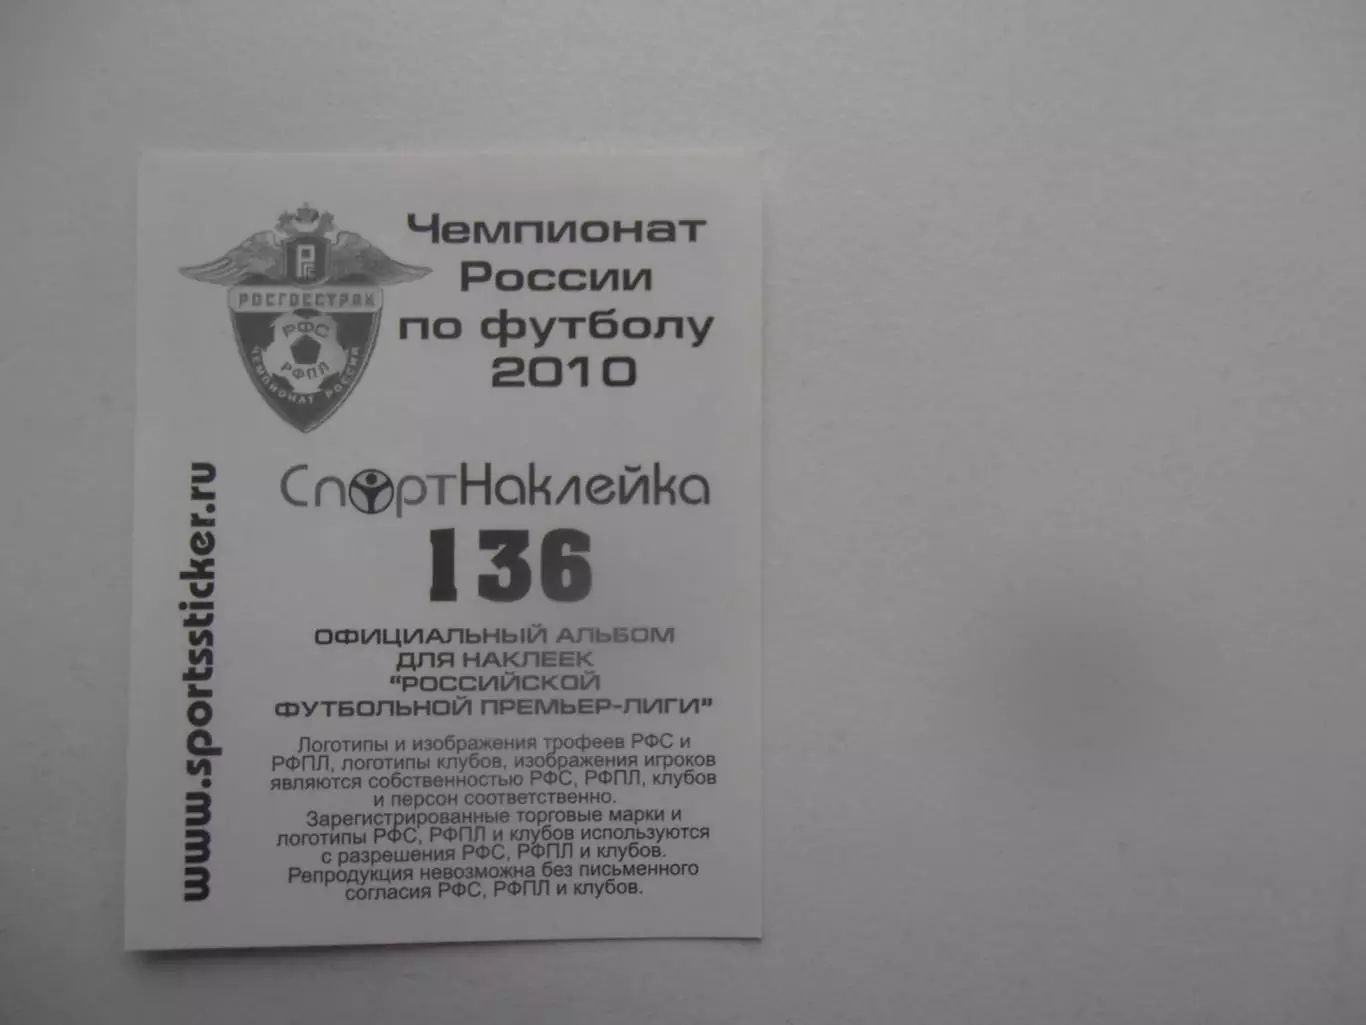 Чемпионат
России
по футболу
2010
РГС
РОСГОССТРАХ
РФС
РФПЛ
ЧЕМПИОНАТ РОССИИ
СпортНаклейка
136
www.sportssticker.ru
ОФИЦИАЛЬНЫЙ АЛЬБОМ
ДЛЯ НАКЛЕЕК
"РОССИЙСКОЙ
ФУТБОЛЬНОЙ ПРЕМЬЕР-ЛИГИ"
Логотипы и изображения трофеев РФС и
РФПЛ, логотипы клубов, изображения игроков
являются собственностью РФС, РФПЛ, клубов
и персон соответственно.
Зарегистрированные торговые марки и
логотипы РФС, РФПЛ и клубов используются
с разрешения РФС, РФПЛ и клубов.
Репродукция невозможна без письменного
согласия РФС, РФПЛ и клубов.